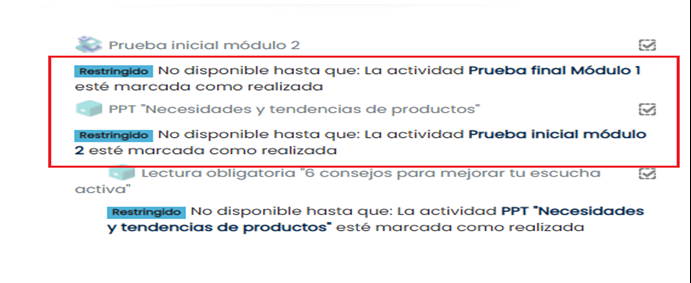 Prueba inicial módulo 2
Restringido No disponible hasta que: La actividad Prueba final Módulo 1
esté marcada como realizada
PPT "Necesidades y tendencias de productos"
Restringido No disponible hasta que: La actividad Prueba inicial módulo
2 esté marcada como realizada
Lectura obligatoria "6 consejos para mejorar tu escucha
activa"
Restringido No disponible hasta que: La actividad PPT "Necesidades
y tendencias de productos" esté marcada como realizada